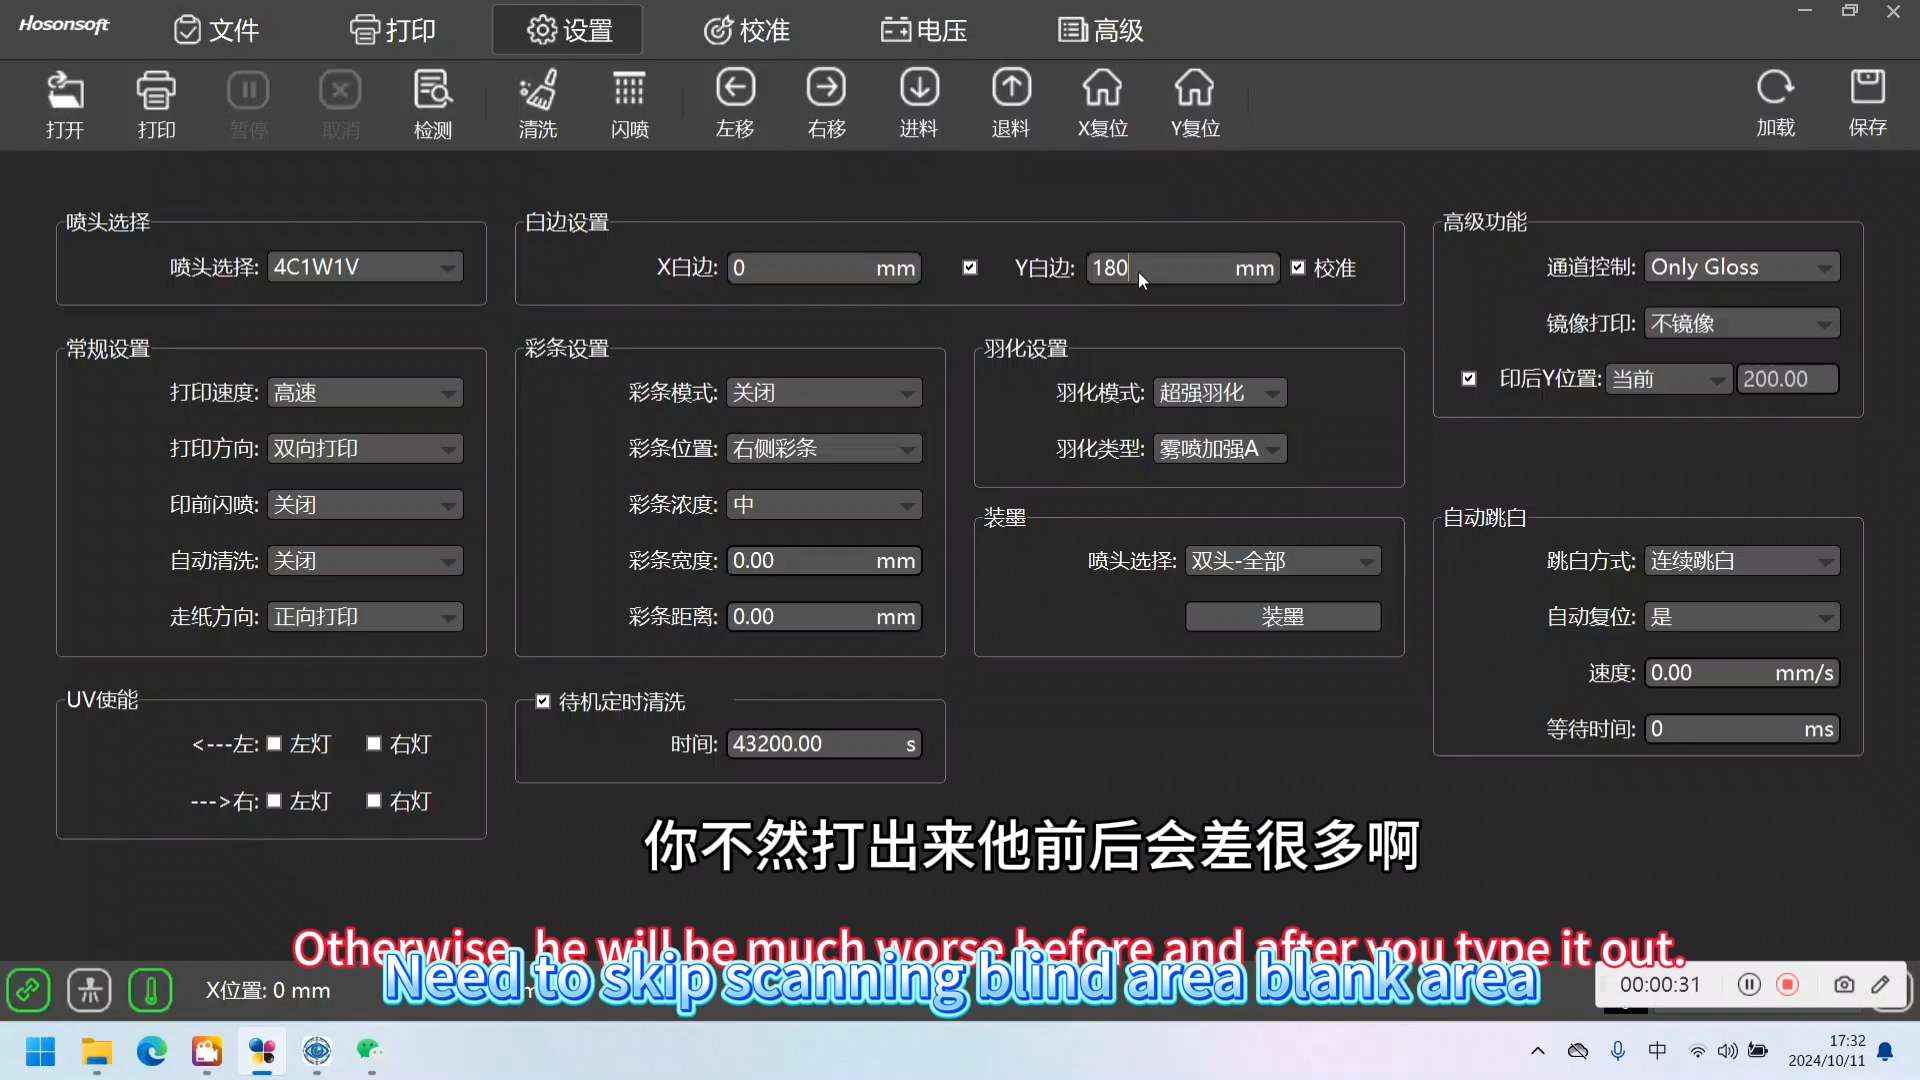 Hosonsoft
文件
打印
设置
校准
电压
高级
打开
打印
暂停
取消
检测
清洗
闪喷
左移
右移
进料
退料
X复位
Y复位
加载
保存
喷头选择
喷头选择: 4C1W1V
白边设置
X白边: 0 mm
Y白边: 180 mm
校准
高级功能
通道控制: Only Gloss
镜像打印: 不镜像
印后Y位置: 当前 200.00
常规设置
打印速度: 高速
打印方向: 双向打印
印前闪喷: 关闭
自动清洗: 关闭
走纸方向: 正向打印
彩条设置
彩条模式: 关闭
彩条位置: 右侧彩条
彩条浓度: 中
彩条宽度: 0.00 mm
彩条距离: 0.00 mm
羽化设置
羽化模式: 超强羽化
羽化类型: 雾喷加强A
装墨
喷头选择: 双头-全部
装墨
自动跳白
跳白方式: 连续跳白
自动复位: 是
速度: 0.00 mm/s
等待时间: 0 ms
UV使能
<---左: 左灯 右灯
--->右: 左灯 右灯
待机定时清洗
时间: 43200.00 s
你不然打出来他前后会差很多啊
Otherwise, he will be much worse before and after you type it out.
Need to skip scanning blind area blank area
X位置: 0 mm
00:00:31
中
17:32
2024/10/11